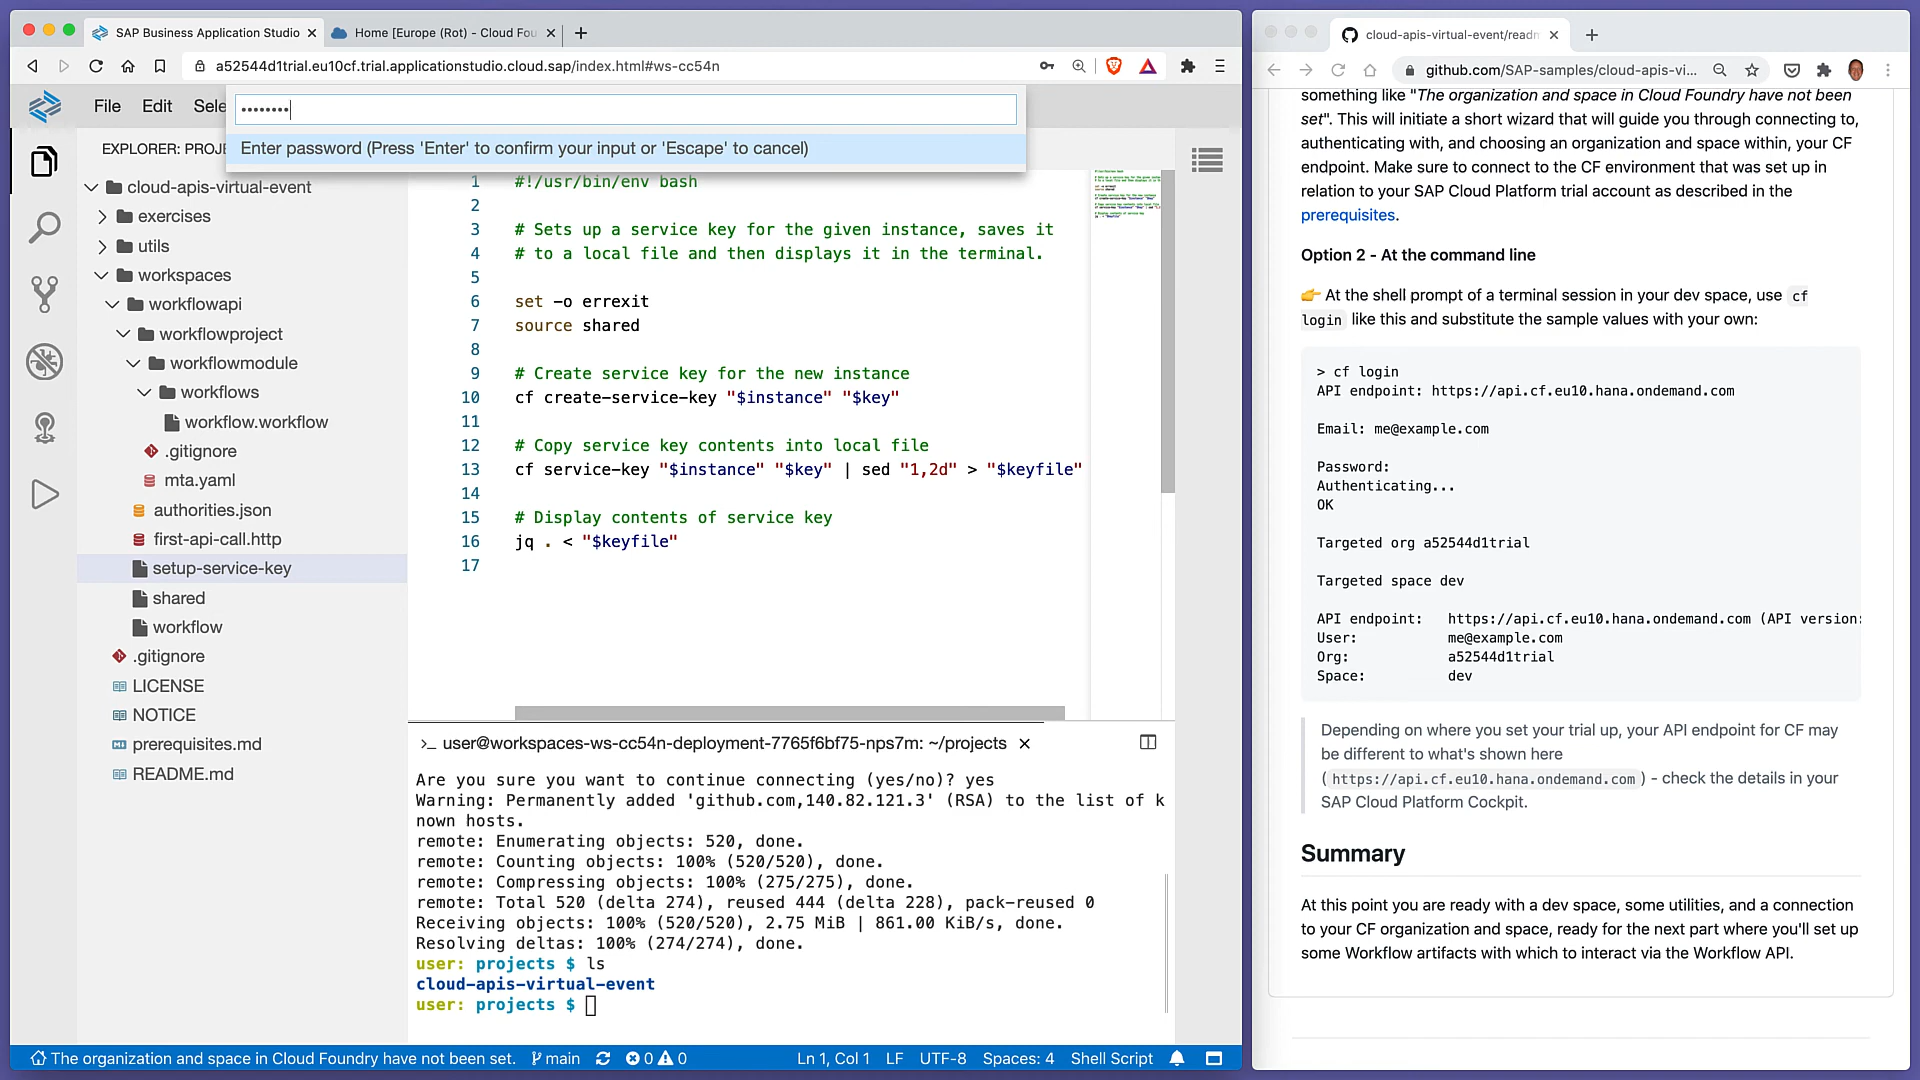 SAP Business Application Studio
Home [Europe (Rot) - Cloud Fou
a52544d1trial.eu10cf.trial.applicationstudio.cloud.sap/index.html#ws-cc54n
File Edit Sele
••••••••
Enter password (Press 'Enter' to confirm your input or 'Escape' to cancel)
EXPLORER: PROJE
cloud-apis-virtual-event
exercises
utils
workspaces
workflowapi
workflowproject
workflowmodule
workflows
workflow.workflow
.gitignore
mta.yaml
authorities.json
first-api-call.http
setup-service-key
shared
workflow
.gitignore
LICENSE
NOTICE
prerequisites.md
README.md
1 #!/usr/bin/env bash
2
3 # Sets up a service key for the given instance, saves it
4 # to a local file and then displays it in the terminal.
5
6 set -o errexit
7 source shared
8
9 # Create service key for the new instance
10 cf create-service-key "$instance" "$key"
11
12 # Copy service key contents into local file
13 cf service-key "$instance" "$key" | sed "1,2d" > "$keyfile"
14
15 # Display contents of service key
16 jq . < "$keyfile"
17
>_ user@workspaces-ws-cc54n-deployment-7765f6bf75-nps7m: ~/projects
Are you sure you want to continue connecting (yes/no)? yes
Warning: Permanently added 'github.com,140.82.121.3' (RSA) to the list of k
nown hosts.
remote: Enumerating objects: 520, done.
remote: Counting objects: 100% (520/520), done.
remote: Compressing objects: 100% (275/275), done.
remote: Total 520 (delta 274), reused 444 (delta 228), pack-reused 0
Receiving objects: 100% (520/520), 2.75 MiB | 861.00 KiB/s, done.
Resolving deltas: 100% (274/274), done.
user: projects $ ls
cloud-apis-virtual-event
user: projects $
The organization and space in Cloud Foundry have not been set. main 0 0 Ln 1, Col 1 LF UTF-8 Spaces: 4 Shell Script
cloud-apis-virtual-event/readm
github.com/SAP-samples/cloud-apis-vi...
something like "The organization and space in Cloud Foundry have not been
set". This will initiate a short wizard that will guide you through connecting to,
authenticating with, and choosing an organization and space within, your CF
endpoint. Make sure to connect to the CF environment that was set up in
relation to your SAP Cloud Platform trial account as described in the
prerequisites.
Option 2 - At the command line
👉 At the shell prompt of a terminal session in your dev space, use cf
login like this and substitute the sample values with your own:
> cf login
API endpoint: https://api.cf.eu10.hana.ondemand.com
Email: me@example.com
Password:
Authenticating...
OK
Targeted org a52544d1trial
Targeted space dev
API endpoint: https://api.cf.eu10.hana.ondemand.com (API version:
User: me@example.com
Org: a52544d1trial
Space: dev
Depending on where you set your trial up, your API endpoint for CF may
be different to what's shown here
(https://api.cf.eu10.hana.ondemand.com) - check the details in your
SAP Cloud Platform Cockpit.
Summary
At this point you are ready with a dev space, some utilities, and a connection
to your CF organization and space, ready for the next part where you'll set up
some Workflow artifacts with which to interact via the Workflow API.